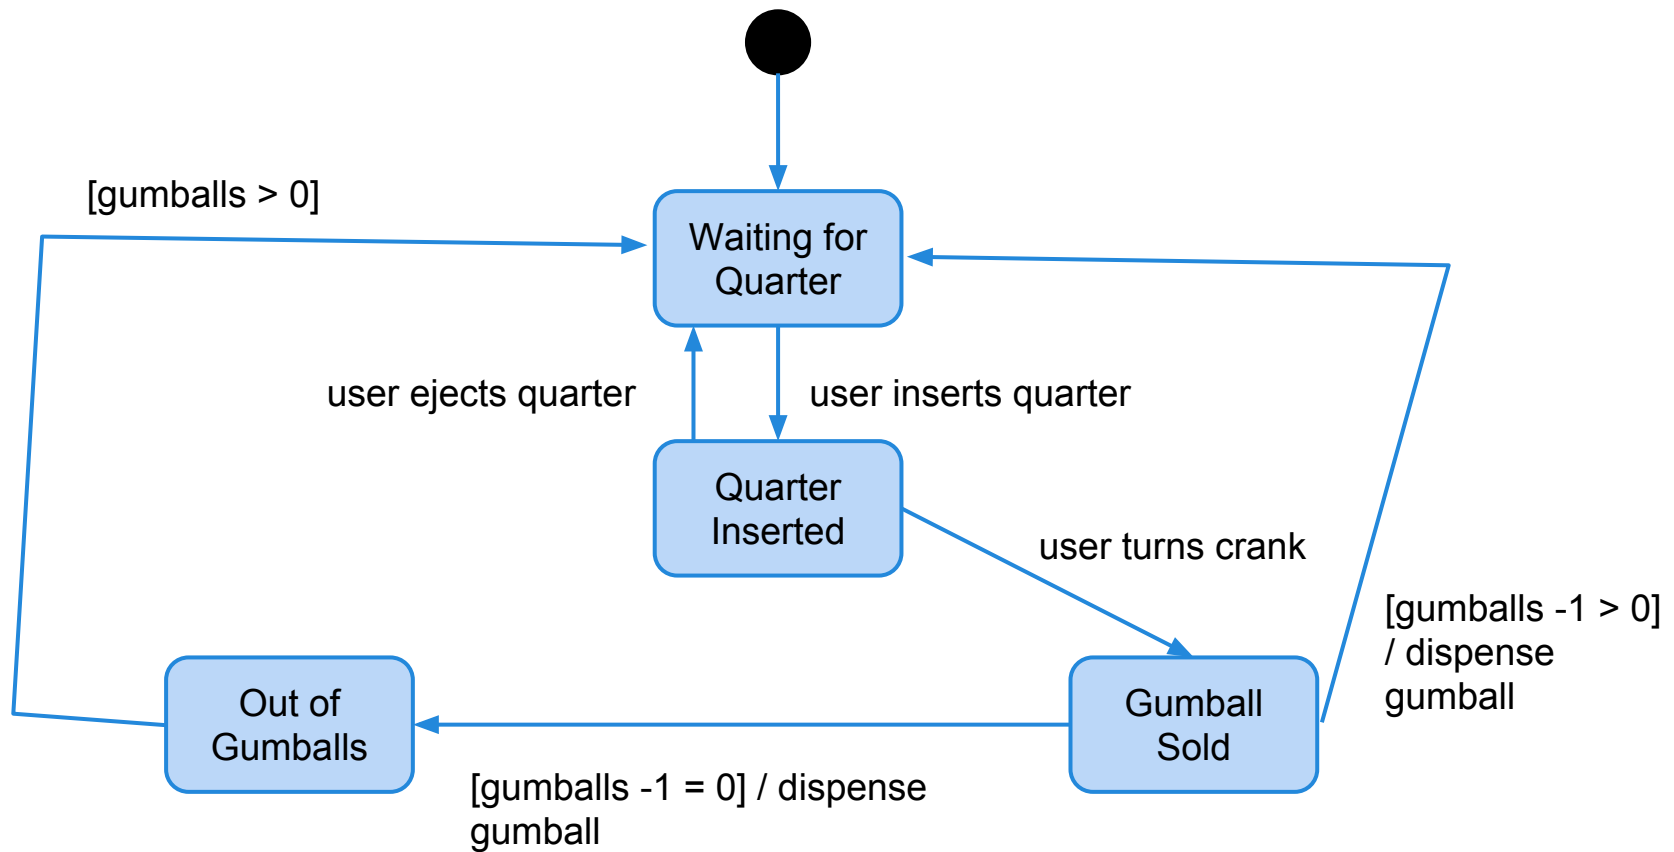 [gumballs > 0]
Waiting for
Quarter
user ejects quarter
user inserts quarter
Quarter
Inserted
user turns crank
[gumballs -1 > 0]
/ dispense
gumball
Out of
Gumballs
Gumball
Sold
[gumballs -1 = 0] / dispense
gumball